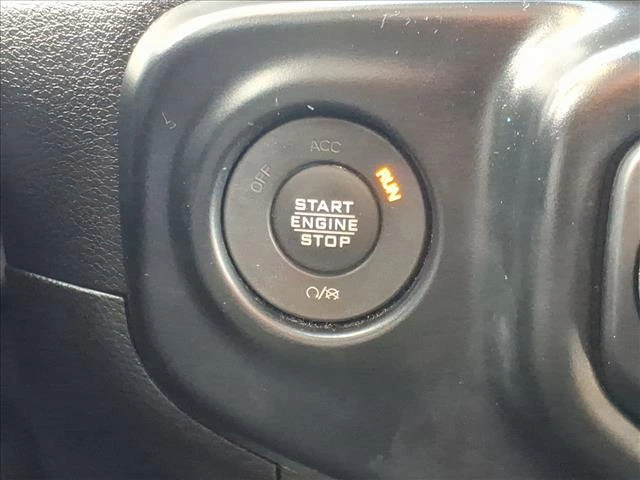 ACC
OFF
RUN
START
ENGINE
STOP